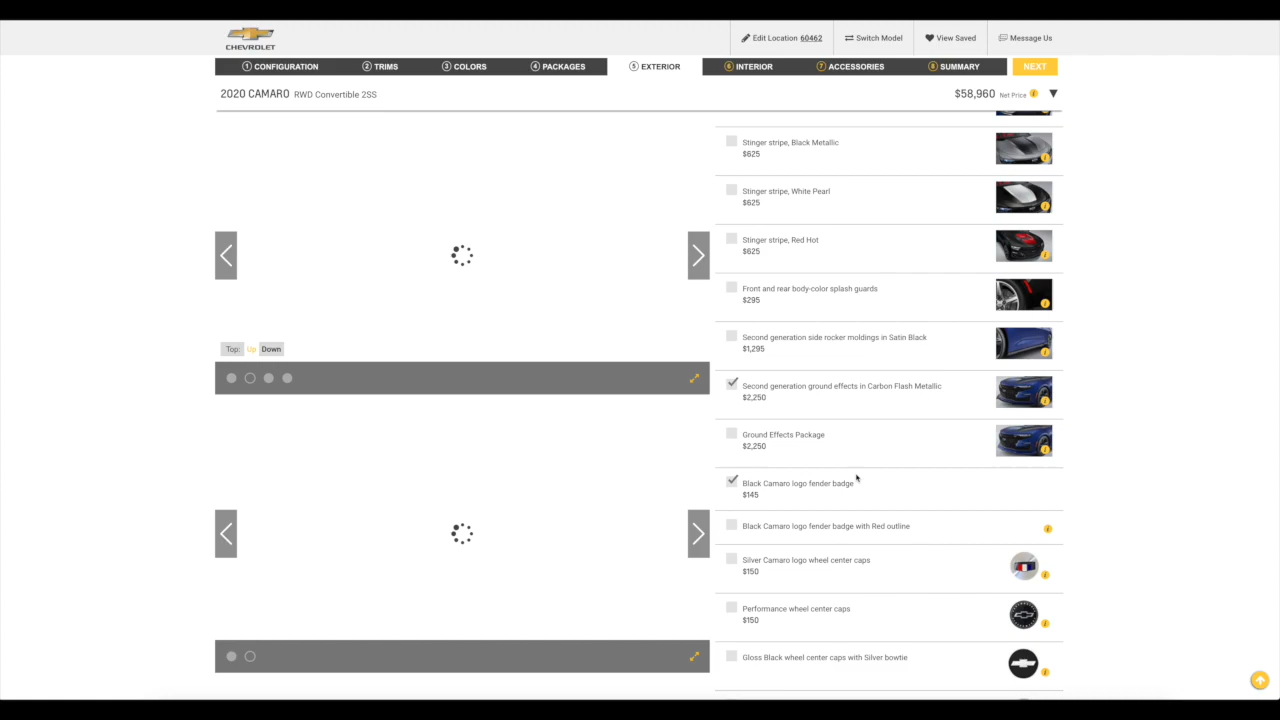 CHEVROLET
Edit Location 60462
Switch Model
View Saved
Message Us
1 CONFIGURATION
2 TRIMS
3 COLORS
4 PACKAGES
5 EXTERIOR
6 INTERIOR
7 ACCESSORIES
8 SUMMARY
NEXT
2020 CAMARO RWD Convertible 2SS
$58,960 Net Price i
Stinger stripe, Black Metallic
$625
Stinger stripe, White Pearl
$625
Stinger stripe, Red Hot
$625
Front and rear body-color splash guards
$295
Second generation side rocker moldings in Satin Black
$1,295
Top: Up Down
Second generation ground effects in Carbon Flash Metallic
$2,250
Ground Effects Package
$2,250
Black Camaro logo fender badge
$145
Black Camaro logo fender badge with Red outline
Silver Camaro logo wheel center caps
$150
Performance wheel center caps
$150
Gloss Black wheel center caps with Silver bowtie